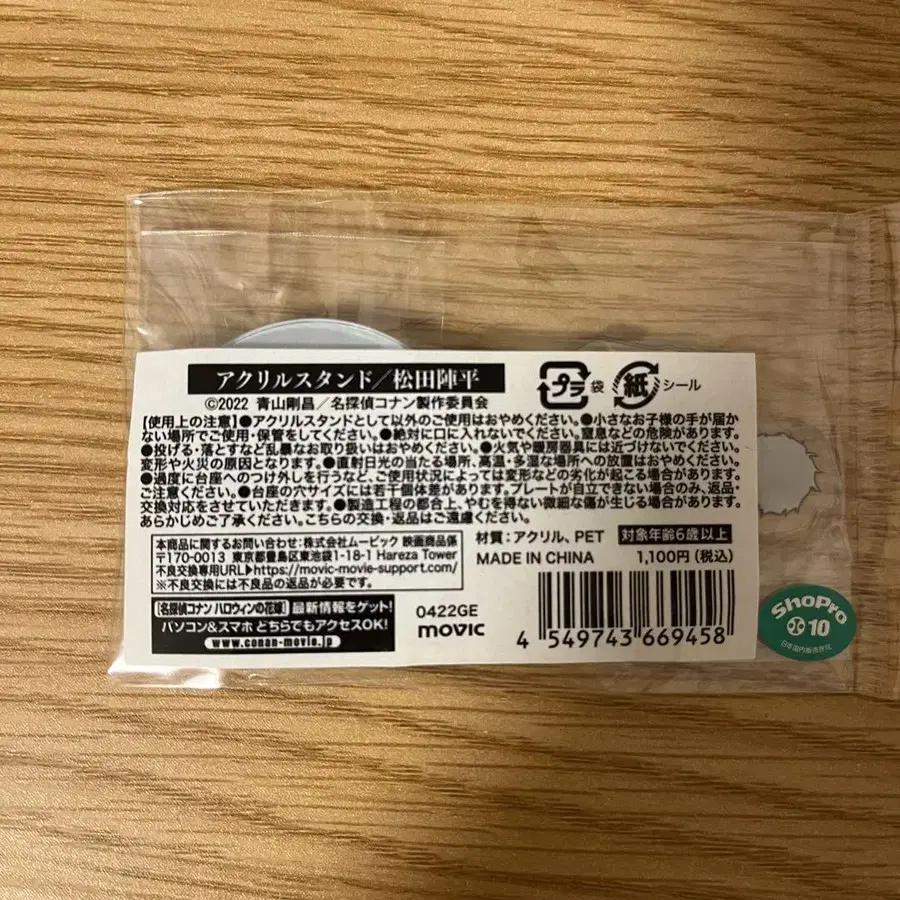 アクリルスタンド／松田陣平
©2022 青山剛昌／名探偵コナン製作委員会
プラ 袋 紙 シール
【使用上の注意】●アクリルスタンドとして以外のご使用はおやめください。●小さなお子様の手が届か
ない場所でご使用・保管をしてください。●絶対に口に入れないでください。窒息などの危険があります。
●投げる・落とすなど乱暴なお取り扱いはおやめください。●火気や暖房器具には近づけないでください。
変形や火災の原因となります。●直射日光の当たる場所、高温・多湿な場所への放置はおやめください。
●過度に台座へのつけ外しを行うなど、ご使用状況によっては変形などの劣化が起こる場合があります。
ご注意ください。●台座の穴サイズには若干個体差があります。プレートが自立できない場合のみ、返品・
交換対応をさせていただきます。●製造工程の都合上、やむを得ない微細な傷が生じる場合があります。
あらかじめご了承ください。こちらの交換・返品はご遠慮ください。
本商品に関するお問い合わせ：株式会社ムービック 映画商品係
〒170-0013 東京都豊島区東池袋1-18-1 Hareza Tower
不良交換専用URL▶https://movic-movie-support.com/
※不良交換には不良品の返品が必要です。
材質：アクリル、PET
対象年齢6歳以上
MADE IN CHINA
1,100円（税込）
【名探偵コナン ハロウィンの花嫁】最新情報をゲット！
パソコン&スマホ どちらでもアクセスOK！
www.conan-movie.jp
0422GE
movic
4 549743 669458
ShoPro
10
日本国内販売許諾